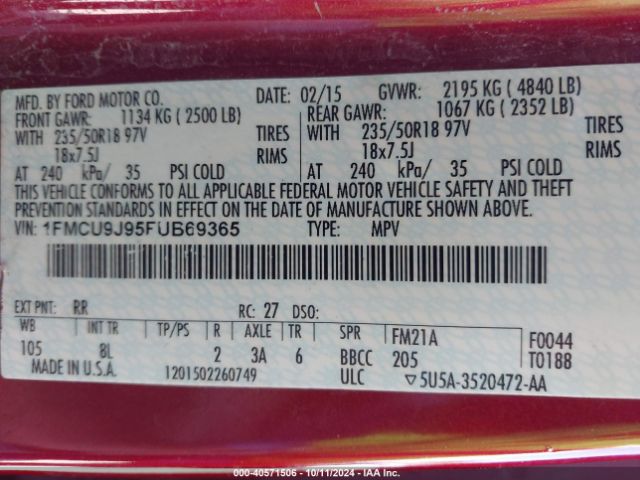 MFD. BY FORD MOTOR CO. DATE: 02/15 GVWR: 2195 KG ( 4840 LB)
FRONT GAWR: 1134 KG ( 2500 LB) REAR GAWR: 1067 KG ( 2352 LB)
WITH 235/50R18 97V TIRES WITH 235/50R18 97V TIRES
18x7.5J RIMS 18x7.5J RIMS
AT 240 kPa/ 35 PSI COLD AT 240 kPa/ 35 PSI COLD
THIS VEHICLE CONFORMS TO ALL APPLICABLE FEDERAL MOTOR VEHICLE SAFETY AND THEFT
PREVENTION STANDARDS IN EFFECT ON THE DATE OF MANUFACTURE SHOWN ABOVE.
VIN: 1FMCU9J95FUB69365 TYPE: MPV
EXT PNT: RR RC: 27 DSO:
WB INT TR TP/PS R AXLE TR SPR FM21A F0044
105 8L 2 3A 6 BBCC 205 T0188
MADE IN U.S.A. 1201502260749 ULC ▽5U5A-3520472-AA
000-40571506 - 10/11/2024 - IAA Inc.